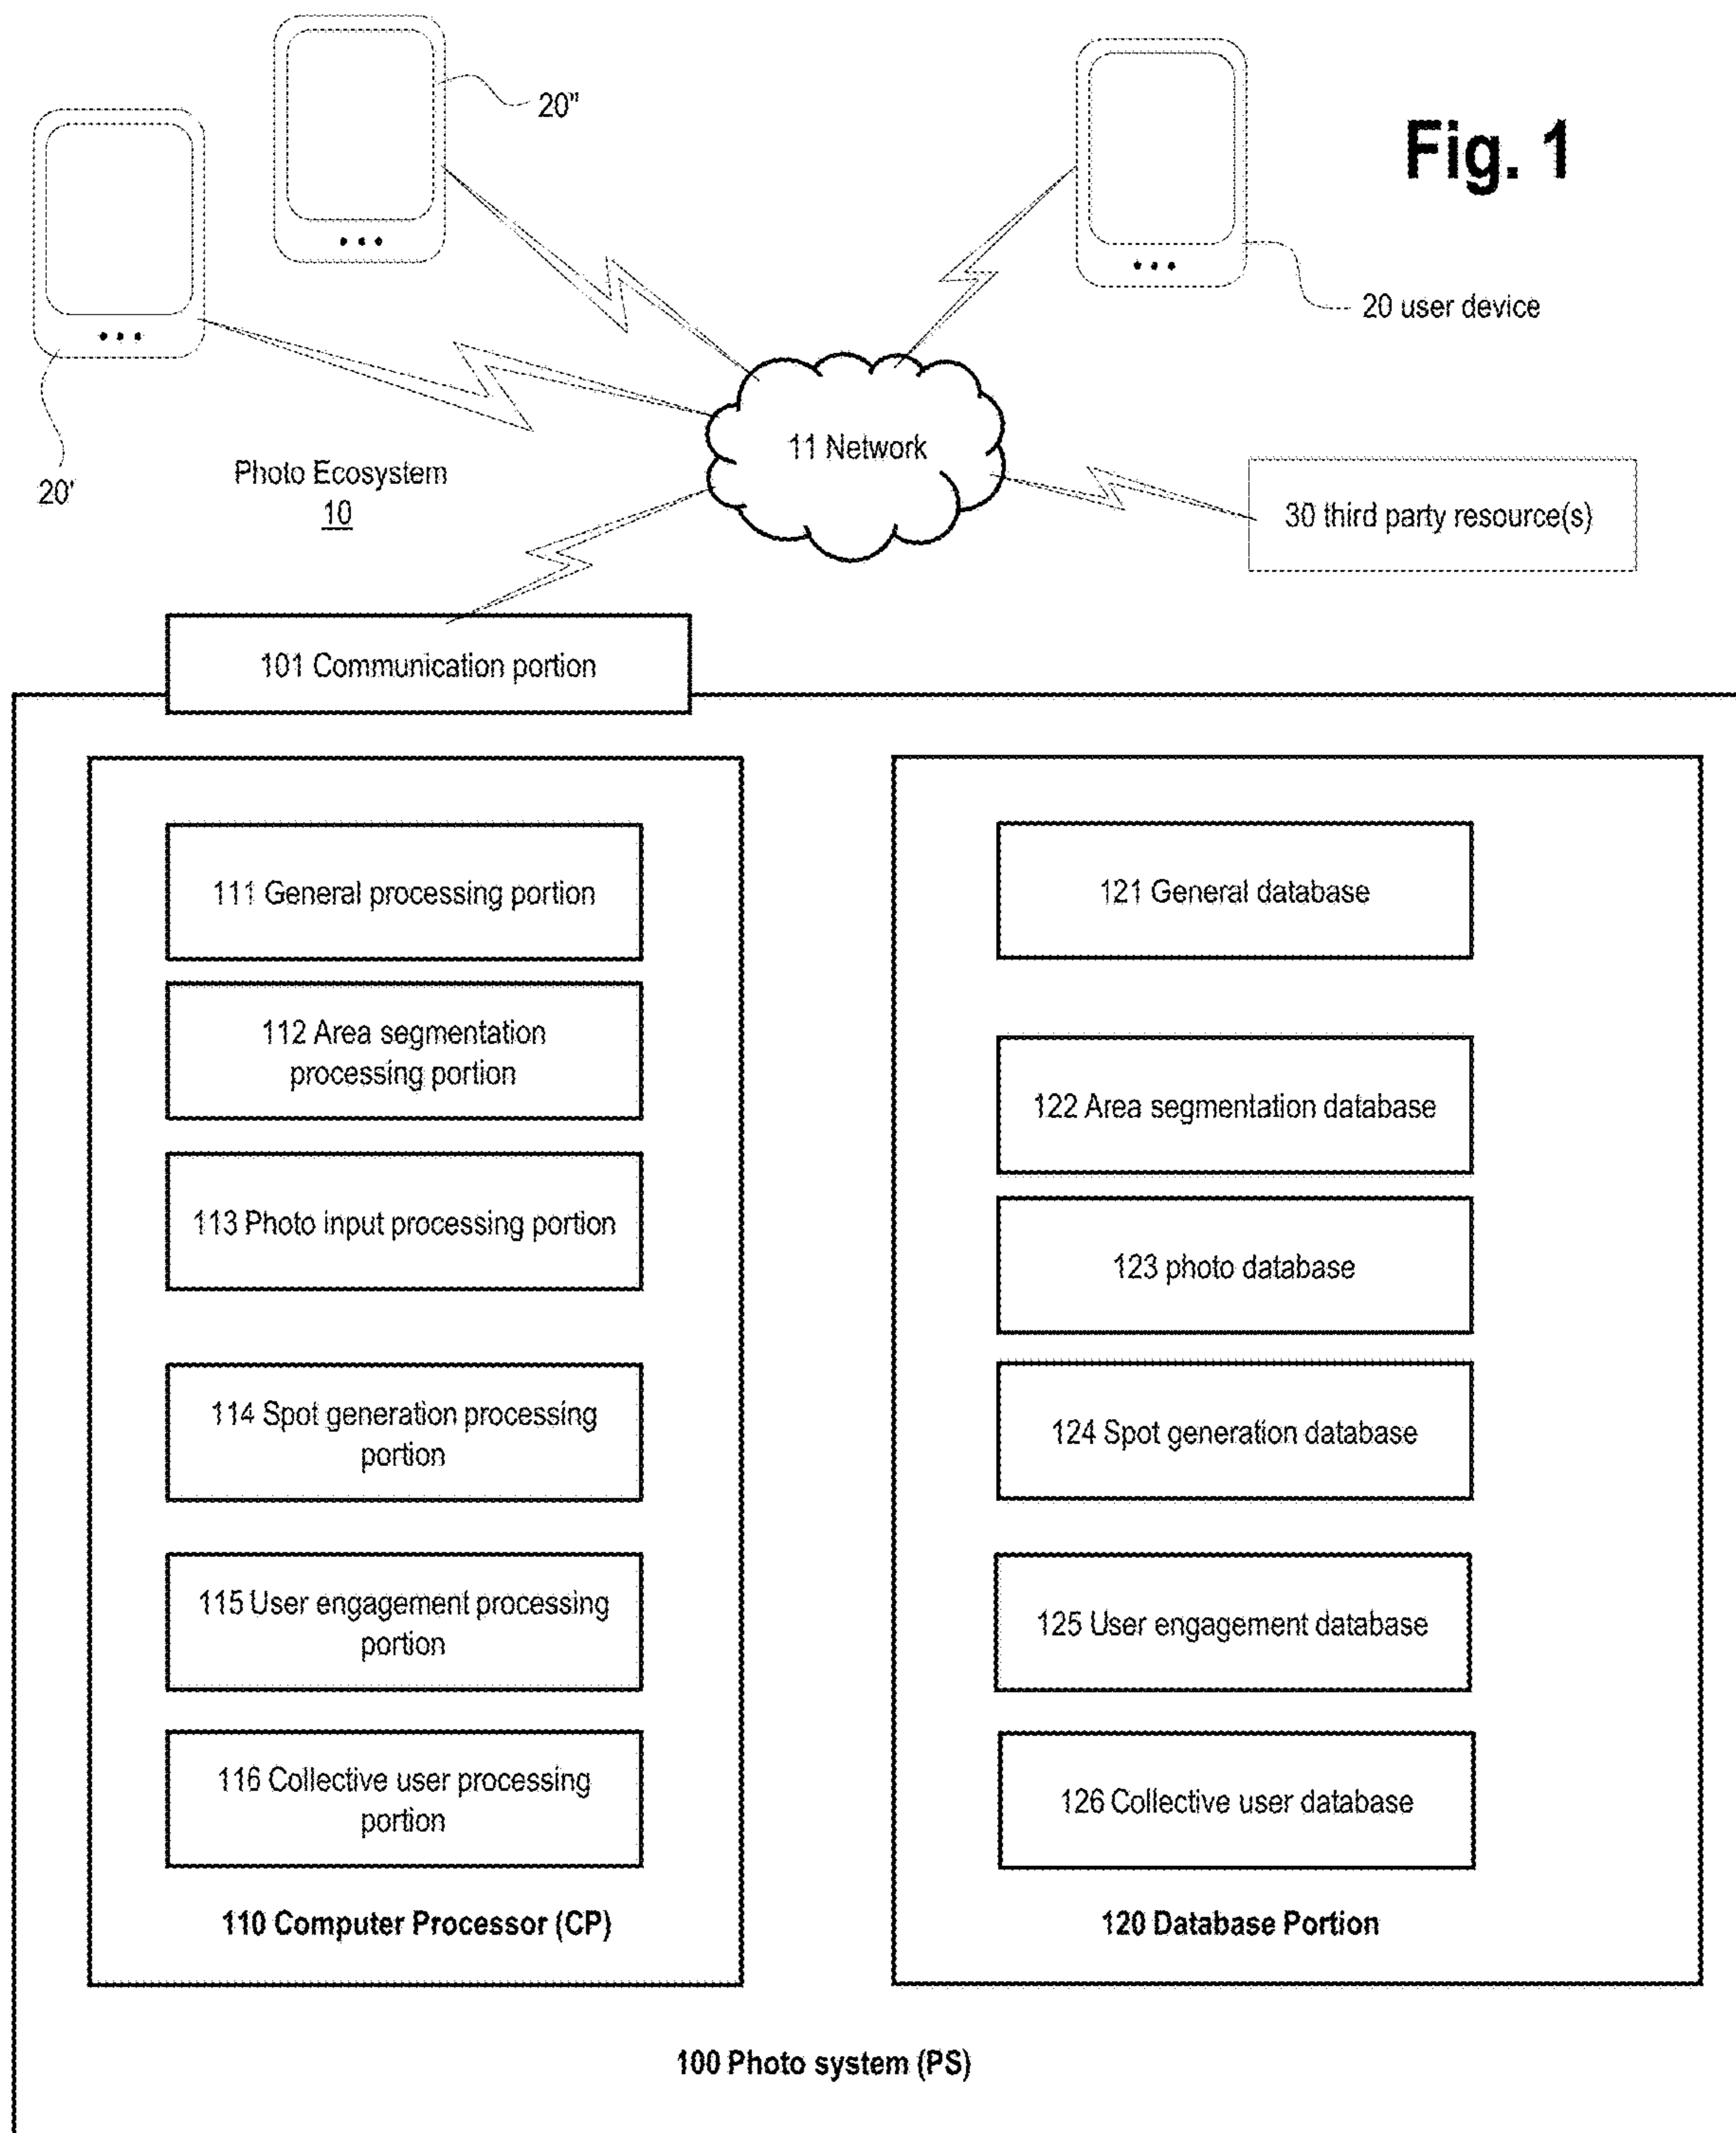 20"
Fig. 1
20 user device
11 Network
20'
Photo Ecosystem
10
30 third party resource(s)
101 Communication portion
111 General processing portion
112 Area segmentation
processing portion
113 Photo input processing portion
114 Spot generation processing
portion
115 User engagement processing
portion
116 Collective user processing
portion
110 Computer Processor (CP)
121 General database
122 Area segmentation database
123 photo database
124 Spot generation database
125 User engagement database
126 Collective user database
120 Database Portion
100 Photo system (PS)